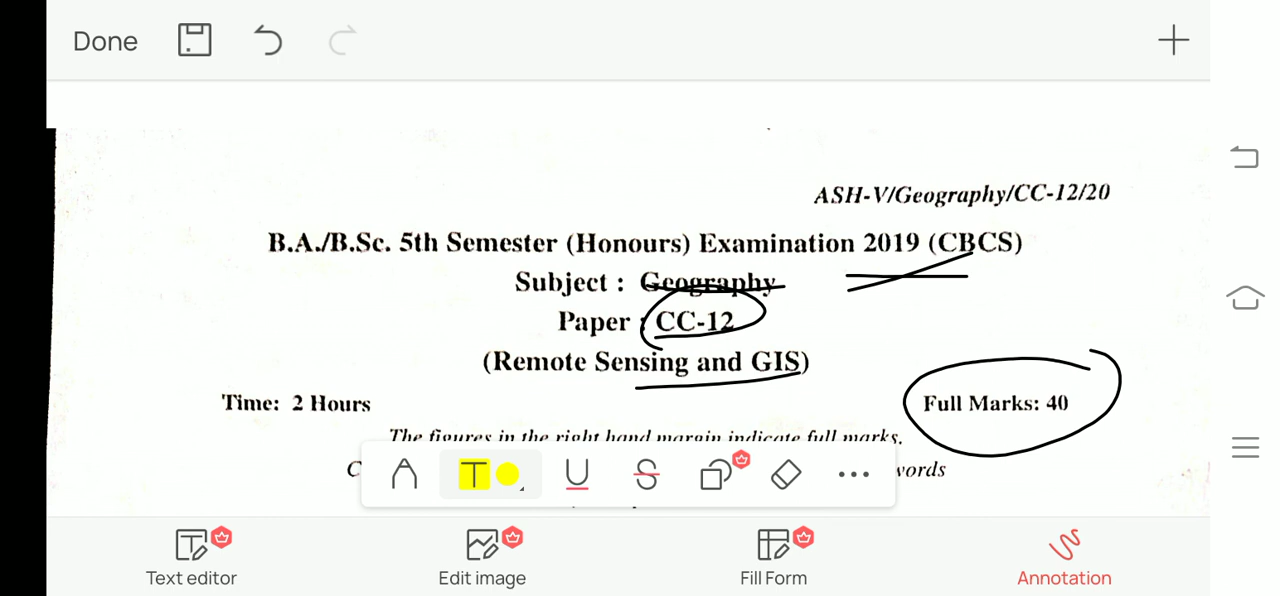 Done
ASH-V/Geography/CC-12/20
B.A./B.Sc. 5th Semester (Honours) Examination 2019 (CBCS)
Subject : Geography
Paper : CC-12
(Remote Sensing and GIS)
Time: 2 Hours
Full Marks: 40
The figures in the right hand margin indicate full marks.
Text editor
Edit image
Fill Form
Annotation